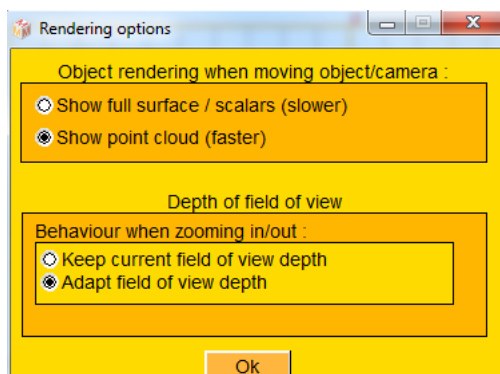 Rendering options
Object rendering when moving object/camera :
Show full surface / scalars (slower)
Show point cloud (faster)
Depth of field of view
Behaviour when zooming in/out :
Keep current field of view depth
Adapt field of view depth
Ok